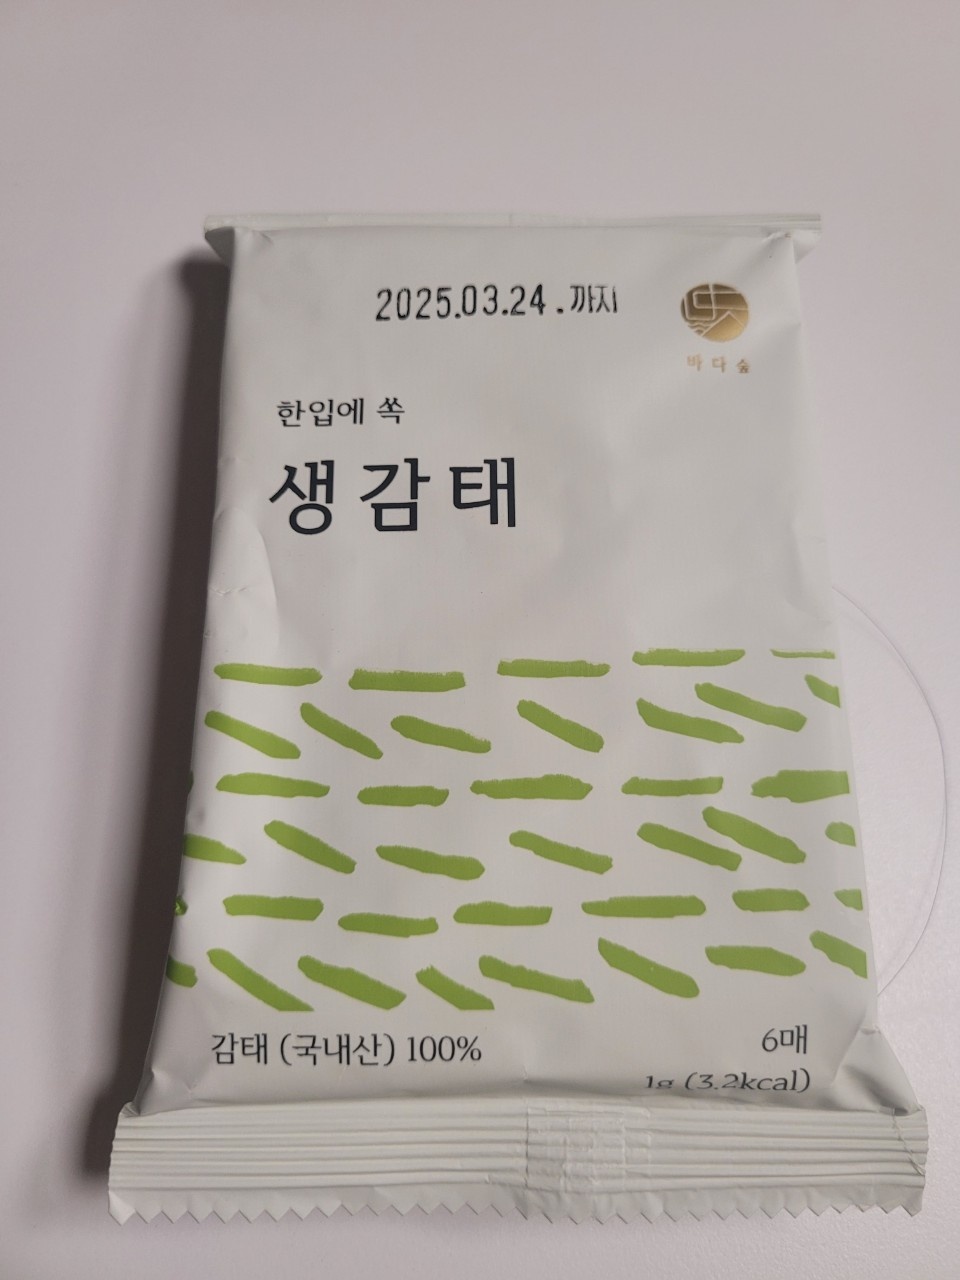 2025.03.24.까지
바다숲
한입에 쏙
생감태
감태 (국내산) 100%
6매
1g (3.2kcal)